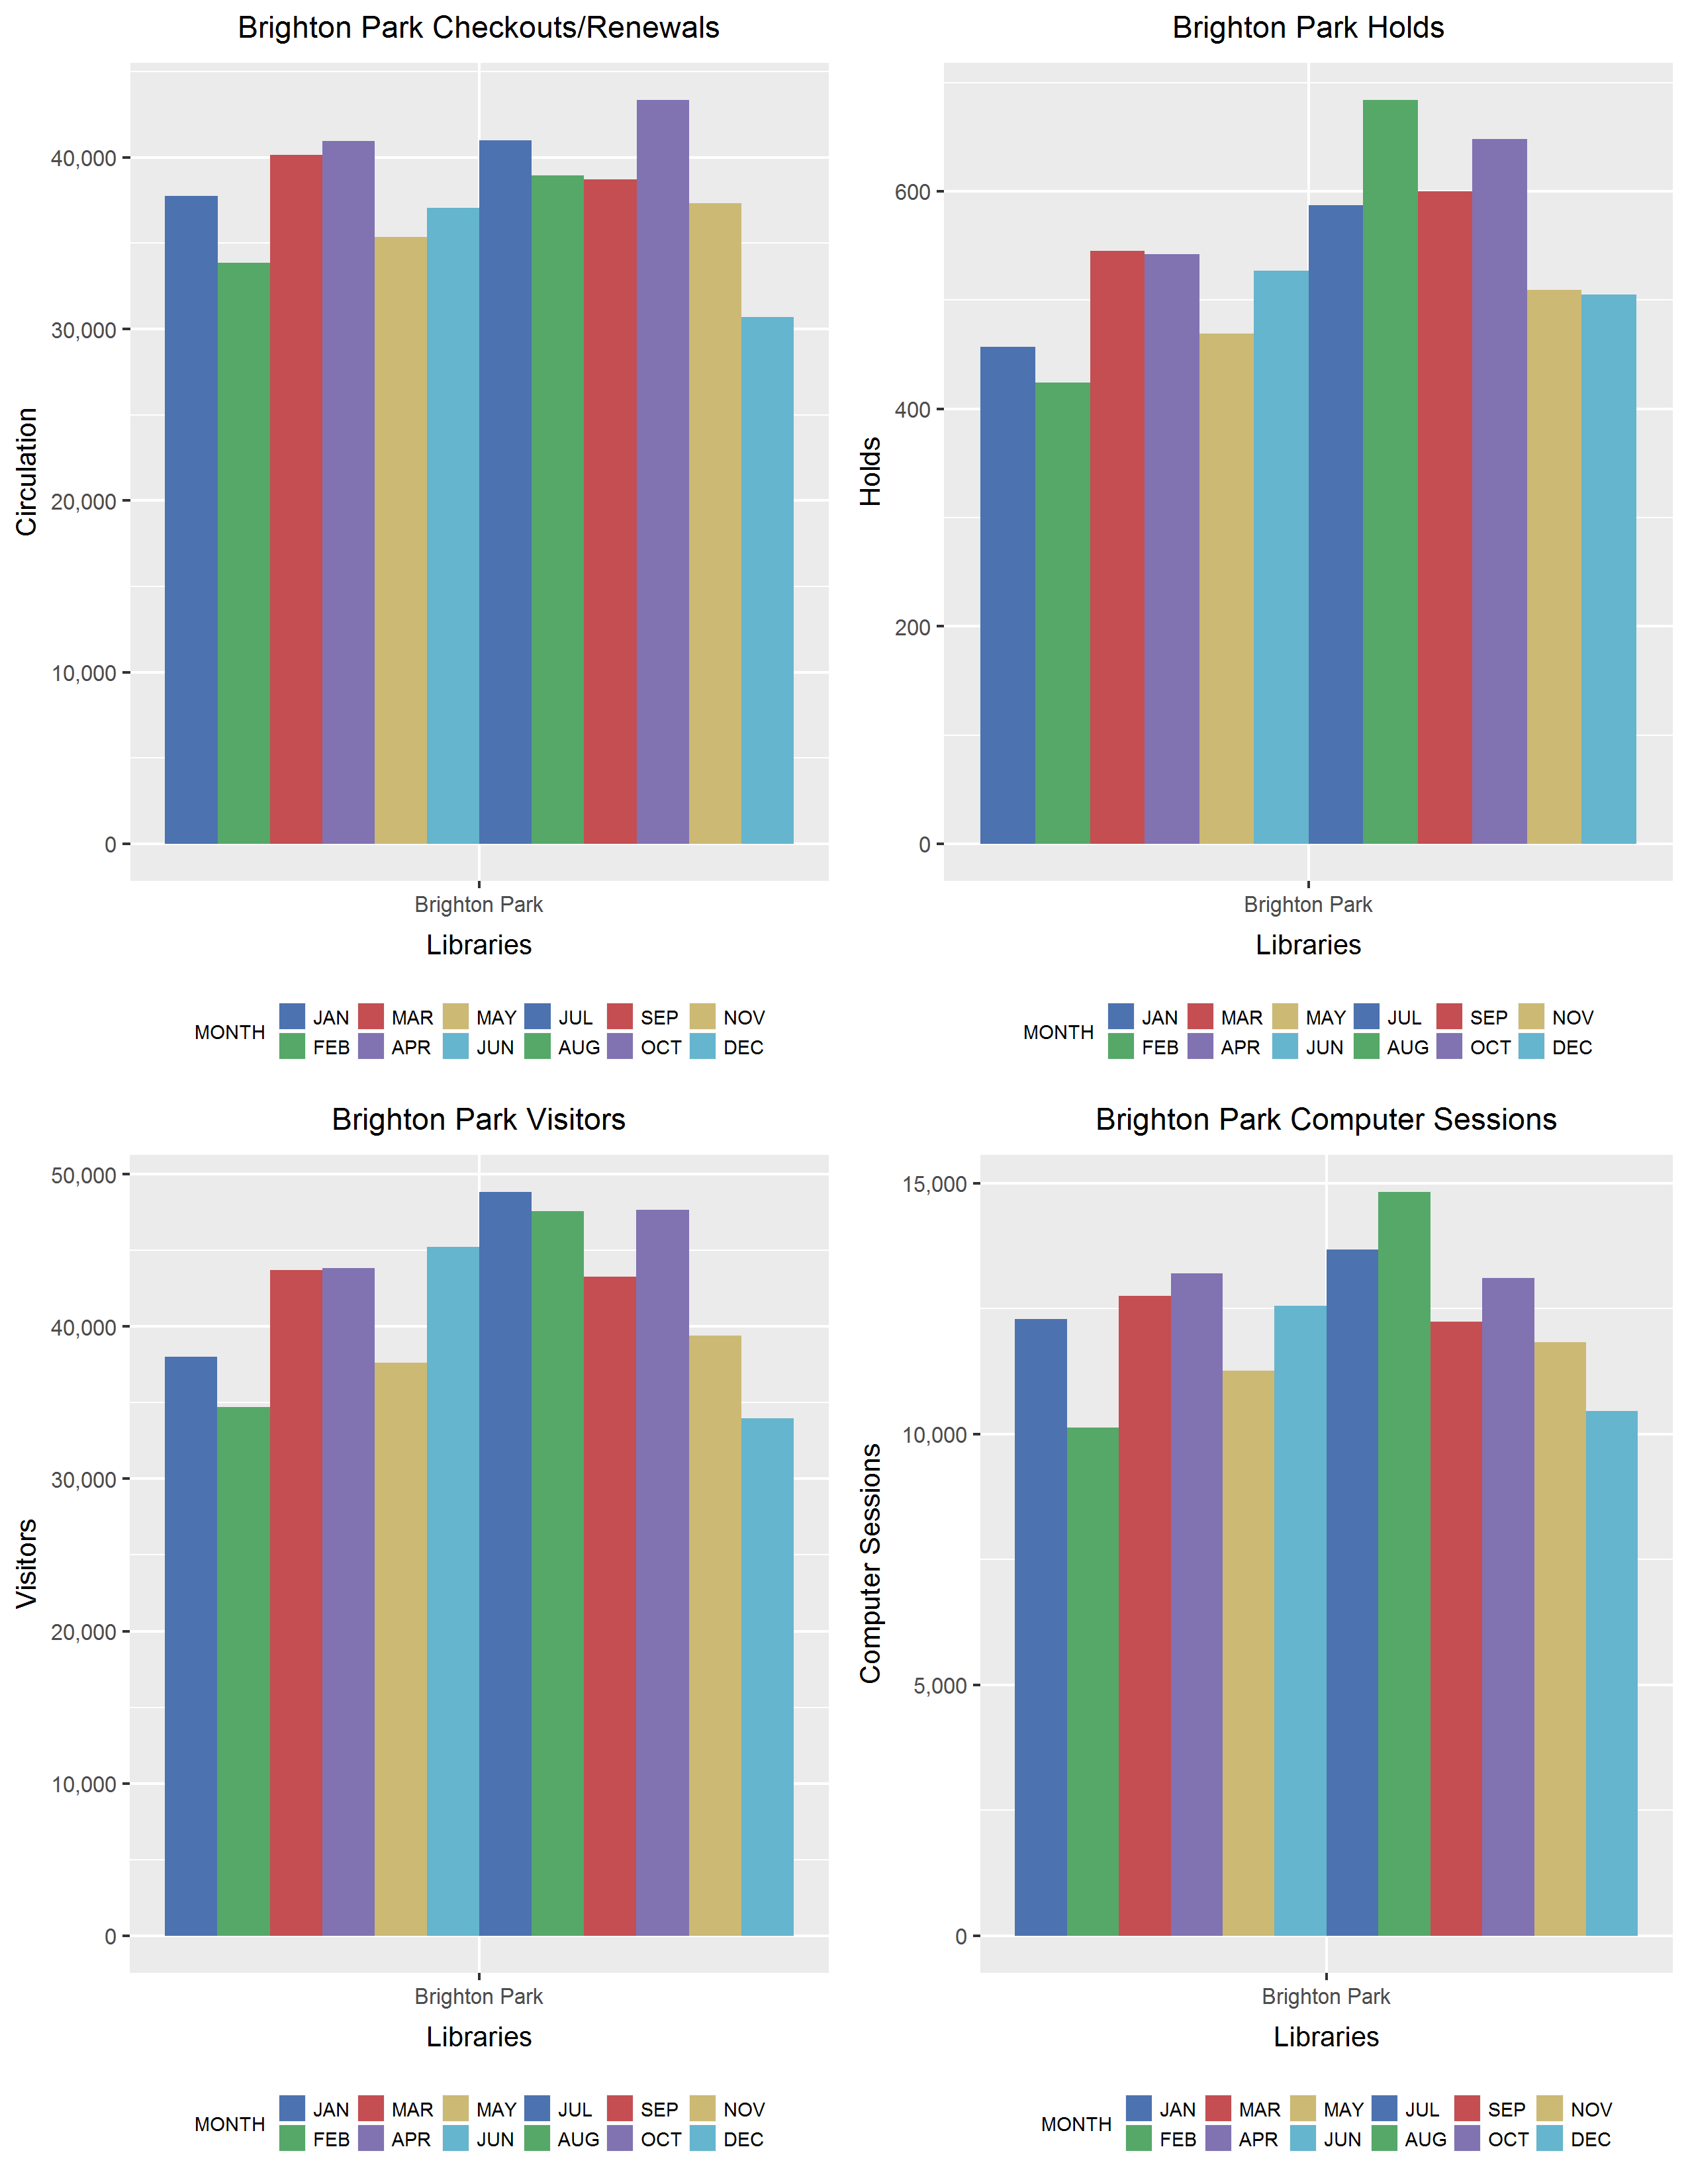 Brighton Park Checkouts/Renewals
Circulation
40,000
30,000
20,000
10,000
0
Brighton Park
Libraries
MONTH JAN MAR MAY JUL SEP NOV
FEB APR JUN AUG OCT DEC
Brighton Park Holds
Holds
600
400
200
0
Brighton Park
Libraries
MONTH JAN MAR MAY JUL SEP NOV
FEB APR JUN AUG OCT DEC
Brighton Park Visitors
Visitors
50,000
40,000
30,000
20,000
10,000
0
Brighton Park
Libraries
MONTH JAN MAR MAY JUL SEP NOV
FEB APR JUN AUG OCT DEC
Brighton Park Computer Sessions
Computer Sessions
15,000
10,000
5,000
0
Brighton Park
Libraries
MONTH JAN MAR MAY JUL SEP NOV
FEB APR JUN AUG OCT DEC